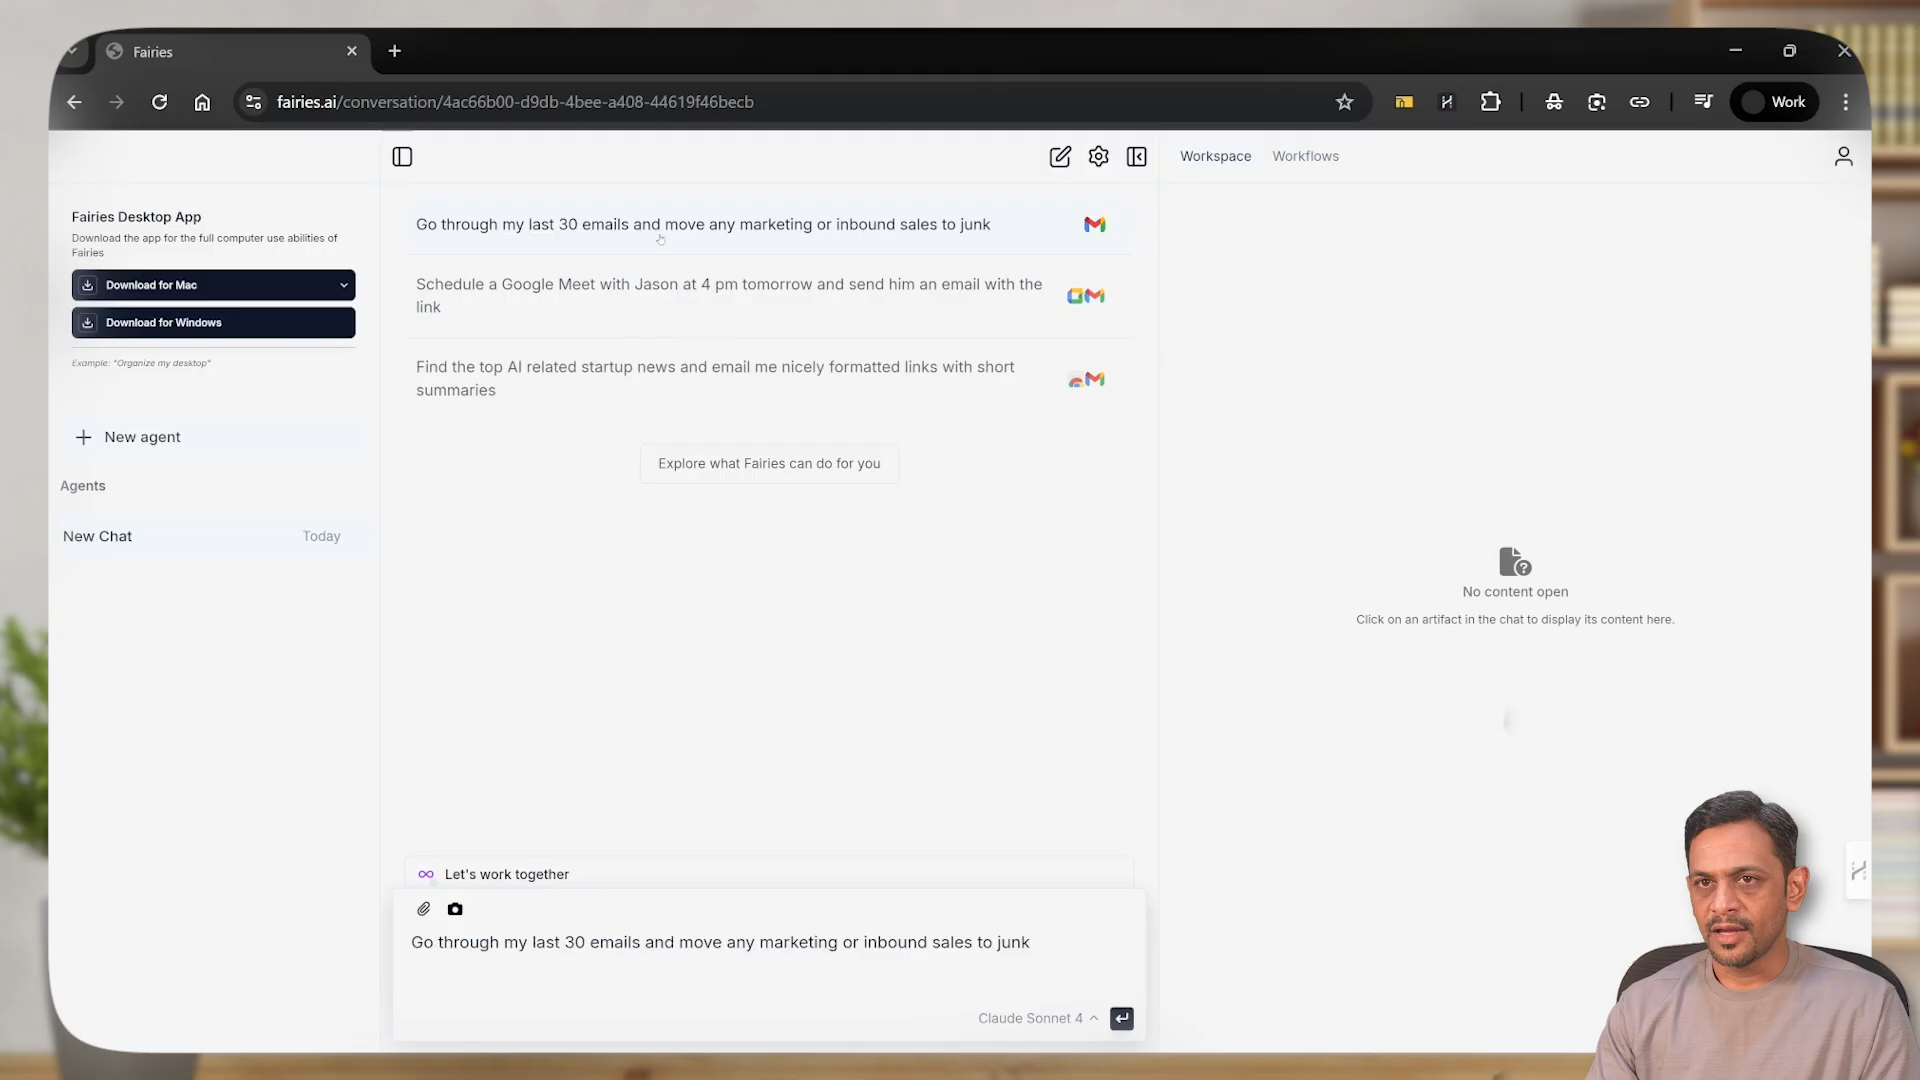 Fairies
fairies.ai/conversation/4ac66b00-d9db-4bee-a408-44619f46becb
Work
Fairies Desktop App
Download the app for the full computer use abilities of
Fairies
Download for Mac
Download for Windows
Example: "Organize my desktop"
New agent
Agents
New Chat
Today
Go through my last 30 emails and move any marketing or inbound sales to junk
Schedule a Google Meet with Jason at 4 pm tomorrow and send him an email with the
link
Find the top AI related startup news and email me nicely formatted links with short
summaries
Explore what Fairies can do for you
Let's work together
Go through my last 30 emails and move any marketing or inbound sales to junk
Claude Sonnet 4
Workspace
Workflows
No content open
Click on an artifact in the chat to display its content here.